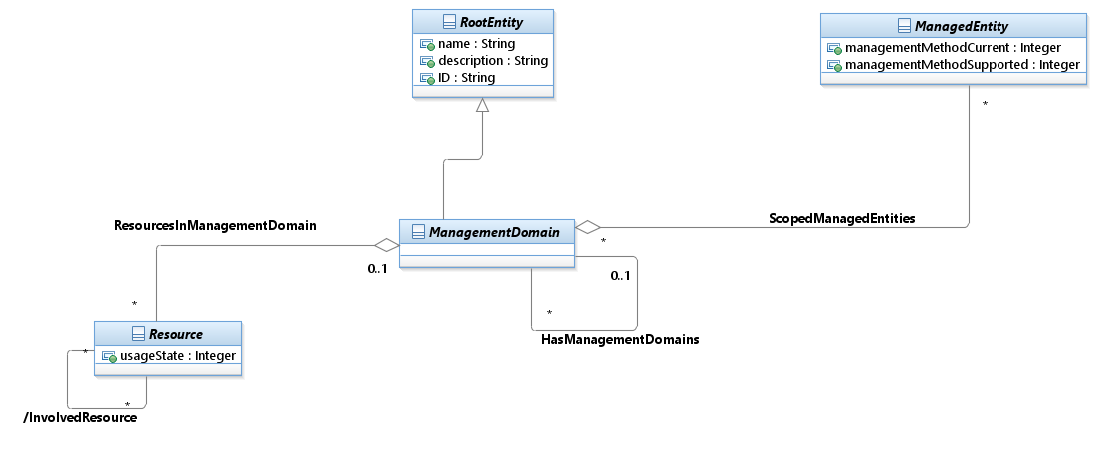 RootEntity
name : String
description : String
ID : String
ManagedEntity
managementMethodCurrent : Integer
managementMethodSupported : Integer
*
ResourcesInManagementDomain
ManagementDomain
ScopedManagedEntities
*
0..1
0..1
*
*
HasManagementDomains
Resource
usageState : Integer
*
*
/InvolvedResource